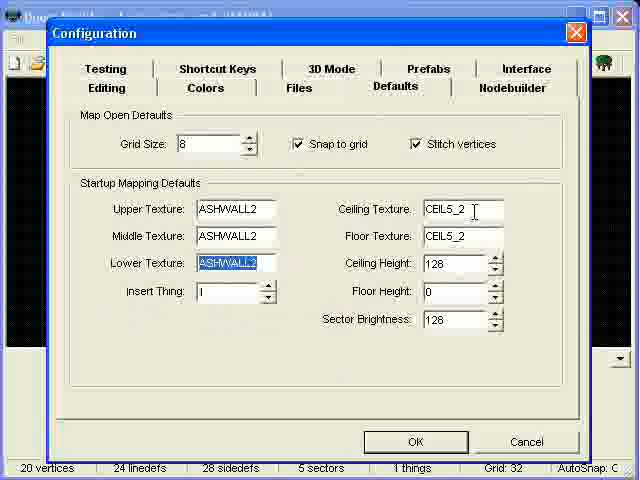 Configuration
Testing Shortcut Keys 3D Mode Prefabs Interface
Editing Colors Files Defaults Nodebuilder
Map Open Defaults
Grid Size: 8 Snap to grid Stitch vertices
Startup Mapping Defaults
Upper Texture: ASHWALL2 Ceiling Texture: CEIL5_2
Middle Texture: ASHWALL2 Floor Texture: CEIL5_2
Lower Texture: ASHWALL2 Ceiling Height: 128
Insert Thing: 1 Floor Height: 0
Sector Brightness: 128
OK Cancel
20 vertices 24 linedefs 28 sidedefs 5 sectors 1 things Grid: 32 AutoSnap: